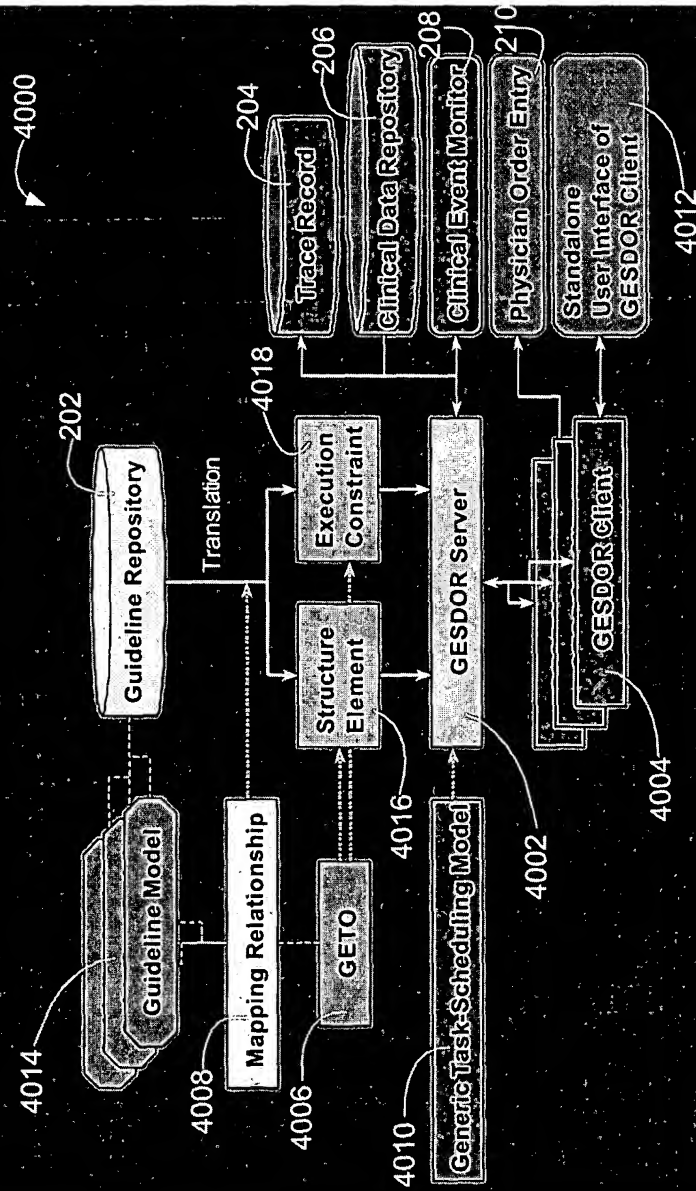 4000
4014
Guideline Model
202
Guideline Repository
204
Trace Record
206
Clinical Data Repository
208
Clinical Event Monitor
210
Physician Order Entry
Standalone
User Interface of
GESDOR Client
4012
Translation
4008
Mapping Relationship
4018
Execution
Constraint
Structure
Element
4016
4006
GETO
GESDOR Server
4002
4010
Generic Task-Scheduling Model
GESDOR Client
4004